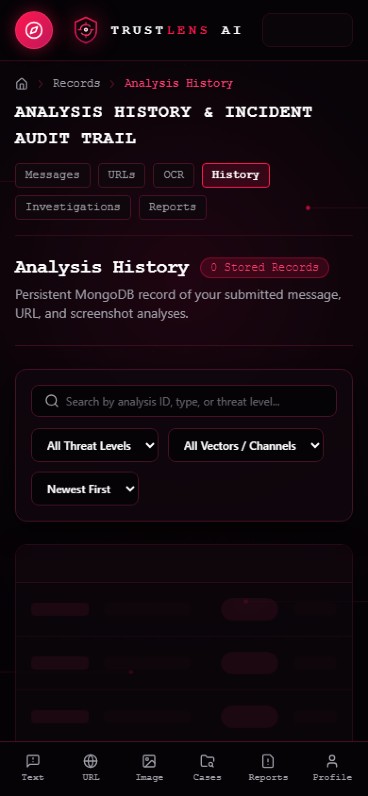 TRUSTLENS AI
Records > Analysis History
ANALYSIS HISTORY & INCIDENT
AUDIT TRAIL
Messages URLs OCR History
Investigations Reports
Analysis History 0 Stored Records
Persistent MongoDB record of your submitted message,
URL, and screenshot analyses.
Search by analysis ID, type, or threat level...
All Threat Levels All Vectors / Channels
Newest First
Text URL Image Cases Reports Profile